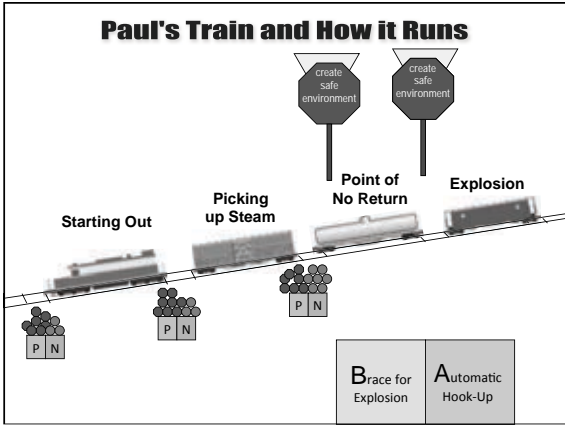 Paul's Train and How it Runs
create
safe
environment
create
safe
environment
Starting Out
Picking
up Steam
Point of
No Return
Explosion
P N
P N
P N
Brace for
Explosion
Automatic
Hook-Up